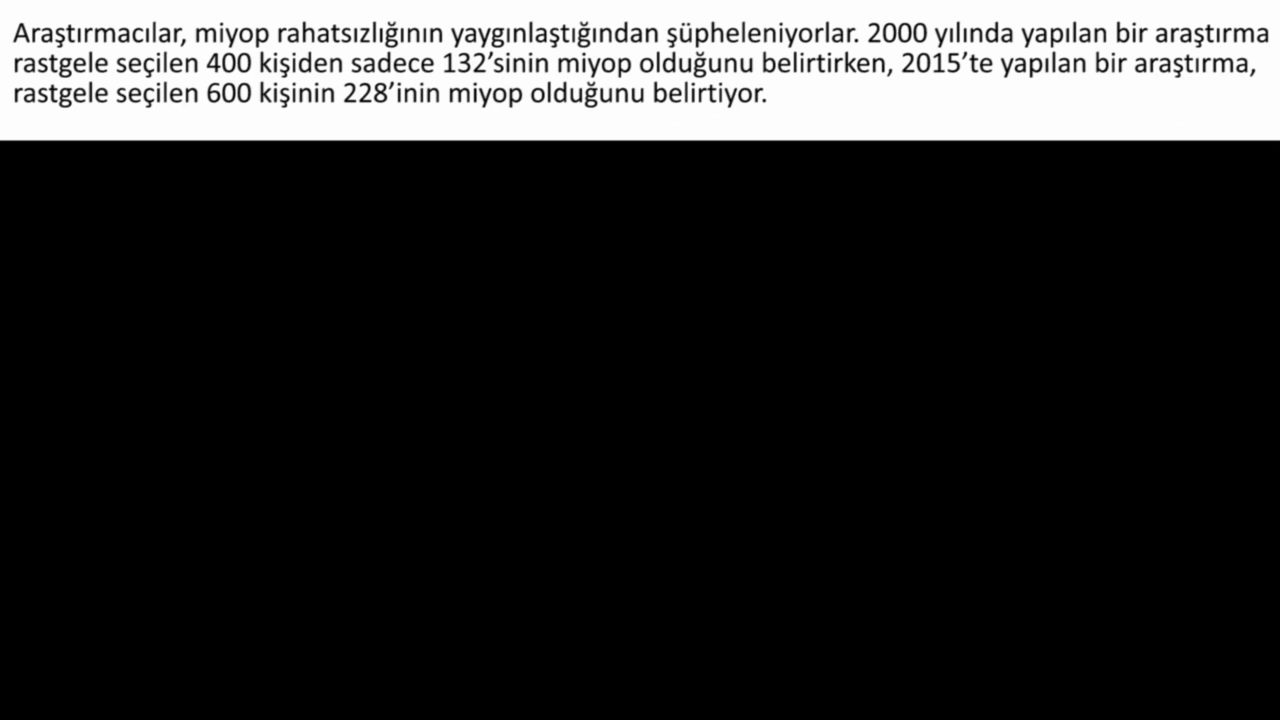 Araştırmacılar, miyop rahatsızlığının yaygınlaştığından şüpheleniyorlar. 2000 yılında yapılan bir araştırma
rastgele seçilen 400 kişiden sadece 132’sinin miyop olduğunu belirtirken, 2015’te yapılan bir araştırma,
rastgele seçilen 600 kişinin 228’inin miyop olduğunu belirtiyor.